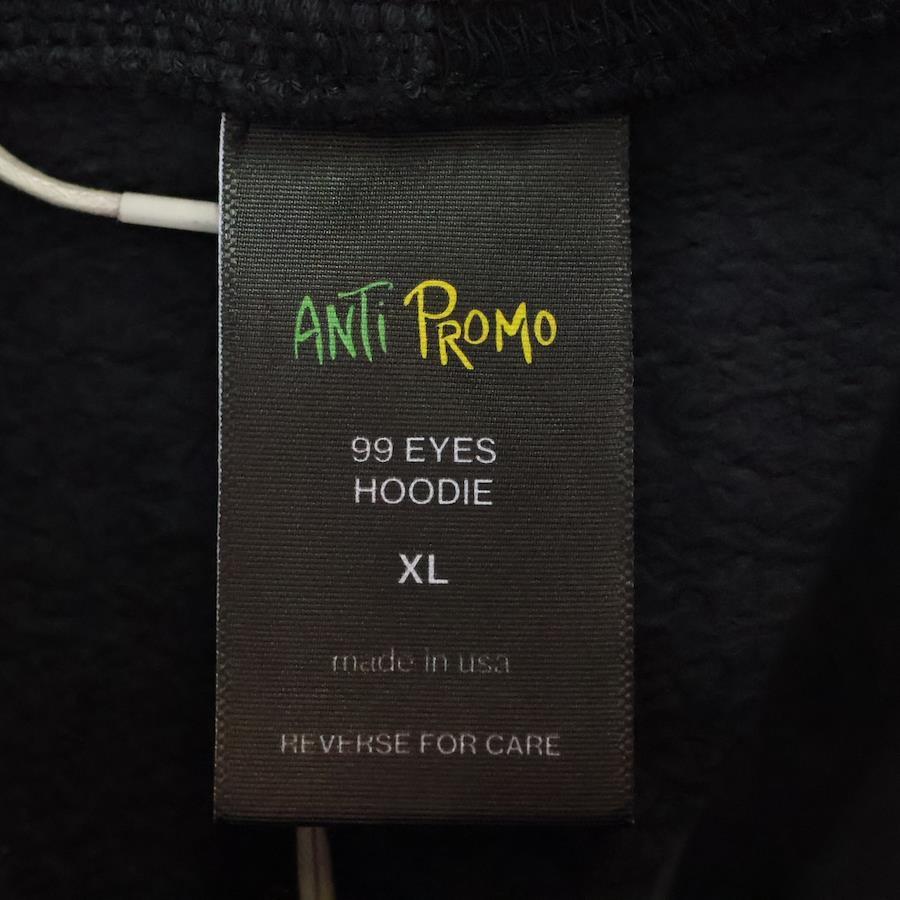 ANTi PROMO
99 EYES
HOODIE
XL
made in usa
REVERSE FOR CARE